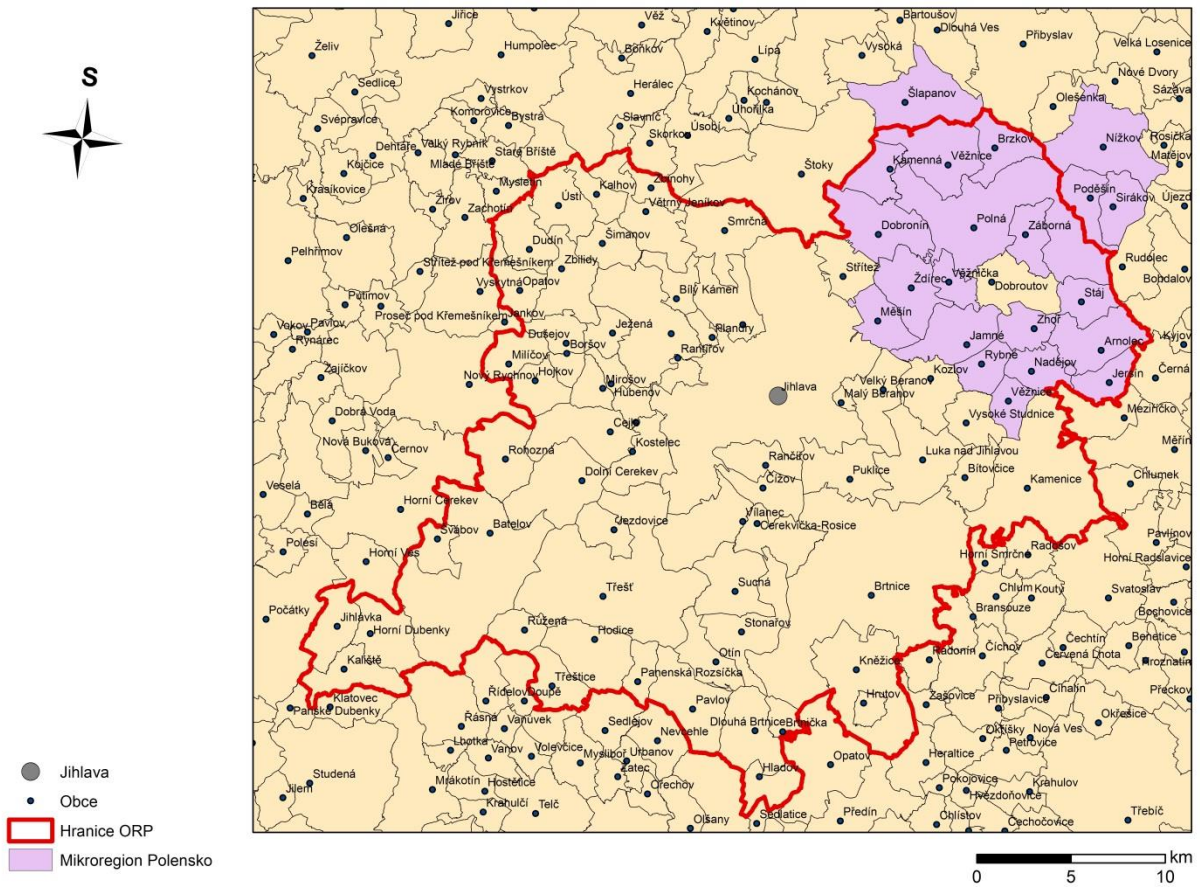 Jiřice
Věž
Květinov
Bartoušov
Dlouhá Ves
Přibyslav
Velká Losenice
Želiv
Humpolec
Boňkov
Lípa
Vysoká
Nové Dvory
Sázava
Sedlice
Vystrkov
Herálec
Kochánov
Šlapanov
Olešenka
Svépravice
Komorovice
Bystrá
Slavníč
Úhořilka
Úsobí
Skorkov
Brzkov
Nížkov
Rosička
Dehtáře
Velký Rybník
Staré Bříště
Mladé Bříště
Kojčice
Štoky
Kamenná
Věžnice
Matějov
Krasíkovice
Mysletín
Kalhov
Zbinohy
Poděšín
Sirákov
Újezd
Žirov
Zachotín
Ústí
Větrný Jeníkov
S
Olešná
Smrčná
Dobronín
Polná
Záborná
Pelhřimov
Dudín
Šimanov
Střítež pod Křemešníkem
Zbilidy
Střítež
Ždírec
Věžnička
Dobroutov
Rudolec
Bohdalov
Vyskytná
Opatov
Bílý Kámen
Stáj
Putimov
Proseč pod Křemešníkem
Jankov
Měšín
Zhoř
Vokov
Pavlov
Rynárec
Dušejov
Ježená
Plandry
Jamné
Arnolec
Kyjov
Boršov
Rantířov
Rybné
Nadějov
Zajíčkov
Milíčov
Nový Rychnov
Hojkov
Mirošov
Hubenov
Jihlava
Velký Beranov
Malý Beranov
Kozlov
Věžnice
Jersín
Černá
Dobrá Voda
Vysoké Studnice
Meziříčko
Nová Buková
Černov
Cejle
Kostelec
Měřín
Rohozná
Dolní Cerekev
Rančířov
Čížov
Puklice
Luka nad Jihlavou
Bítovčice
Kamenice
Chlumek
Veselá
Bělá
Horní Cerekev
Vílanec
Cerekvička-Rosice
Švábov
Batelov
Jezdovice
Polesí
Horní Ves
Pavlínov
Horní Smrčné
Radošov
Horní Radslavice
Počátky
Jihlávka
Horní Dubenky
Třešť
Suchá
Brtnice
Chlum
Kouty
Svatoslav
Bochovice
Bransouze
Růžená
Hodice
Stonařov
Čechtín
Benetice
Kaliště
Otín
Kněžice
Radonín
Číchov
Červená Lhota
Hroznatín
Třeštice
Panenská Rozsíčka
Panské Dubenky
Klatovec
Řídelov
Doupě
Pavlov
Hrutov
Zašovice
Přibyslavice
Číhalín
Přeckov
Řásná
Vanůvek
Sedlejov
Nevcehle
Dlouhá Brtnice
Brtnička
Okříšky
Nová Ves
Okřešice
Petrovice
Lhotka
Vanov
Volevčice
Mysliboř
Urbanov
Opatov
Heraltice
Studená
Jilem
Mrákotín
Hostětice
Žatec
Ořechov
Hladov
Pokojovice
Hvězdoňovice
Krahulov
Krahulčí
Telč
Olšany
Sedlatice
Předín
Chlístov
Čechočovice
Třebíč
Jihlava
Obce
Hranice ORP
Mikroregion Polensko
km
0 5 10